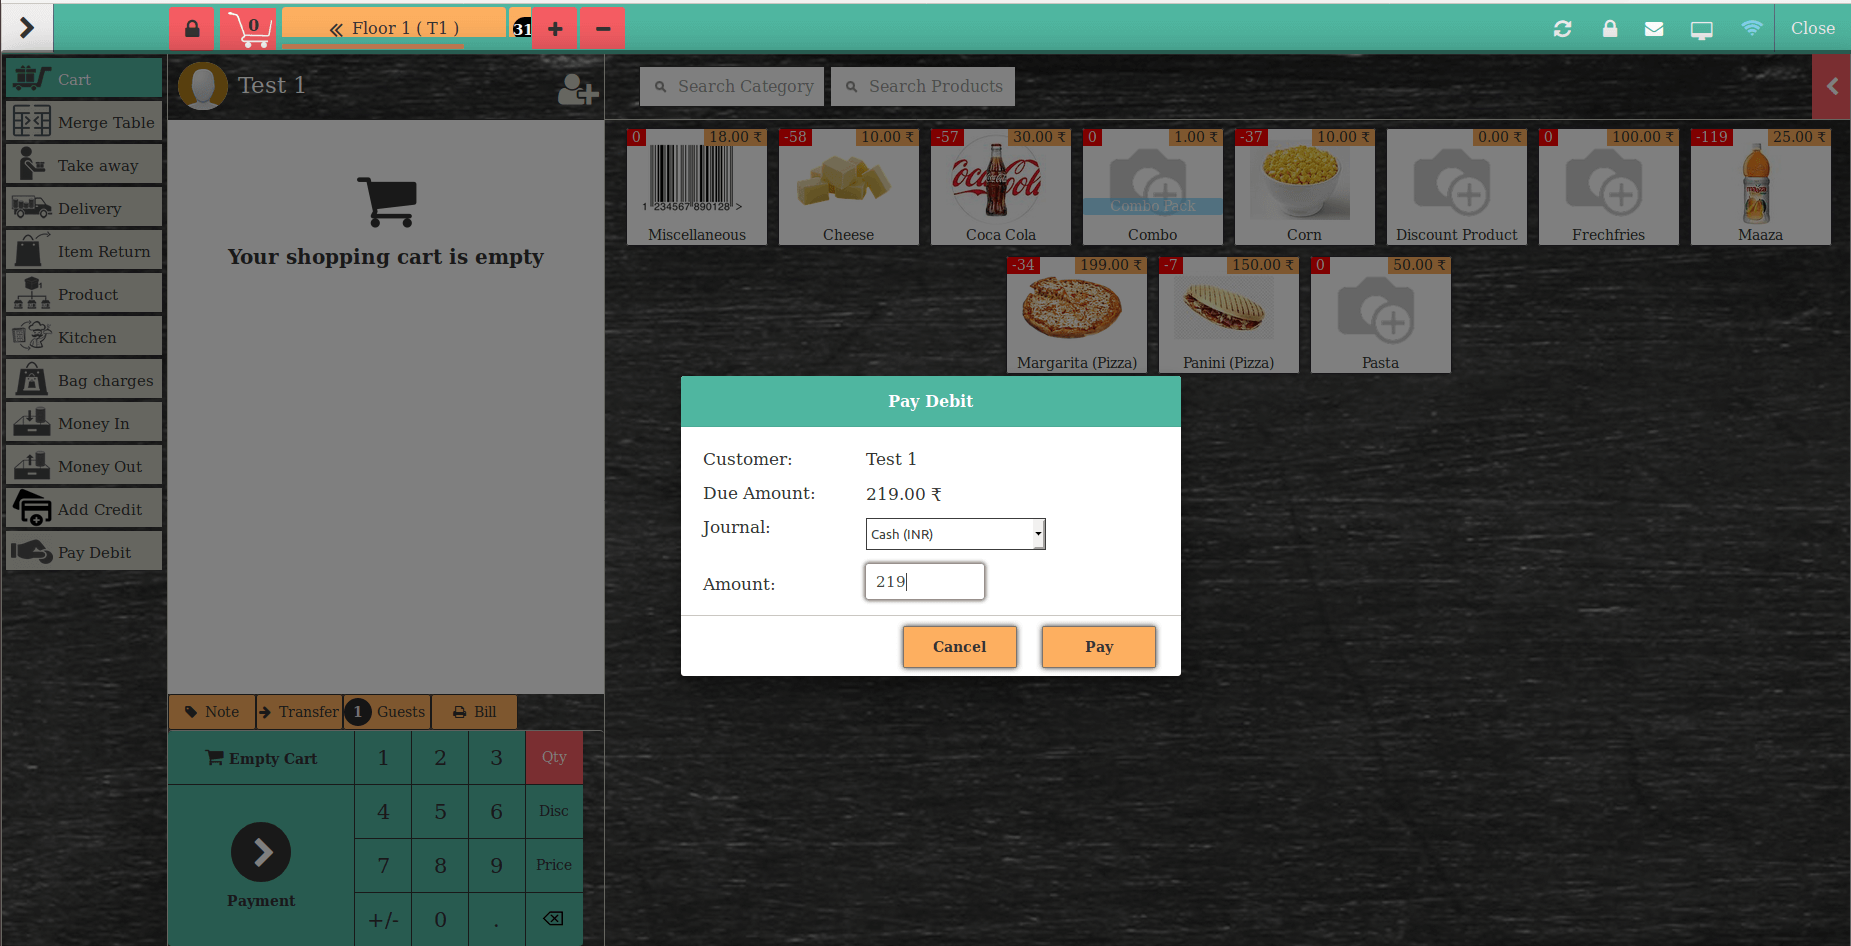 0
Floor 1 ( T1 )
31
Close
Cart
Merge Table
Take away
Delivery
Item Return
Product
Kitchen
Bag charges
Money In
Money Out
Add Credit
Pay Debit
Test 1
Your shopping cart is empty
Search Category
Search Products
0 18.00 ₹
1 234567 890128 >
Miscellaneous
-58 10.00 ₹
Cheese
-57 30.00 ₹
Coca Cola
Coca Cola
0 1.00 ₹
Combo Pack
Combo
-37 10.00 ₹
Corn
0.00 ₹
Discount Product
0 100.00 ₹
Frechfries
-119 25.00 ₹
maaza
Maaza
-34 199.00 ₹
Margarita (Pizza)
-7 150.00 ₹
Panini (Pizza)
0 50.00 ₹
Pasta
Pay Debit
Customer: Test 1
Due Amount: 219.00 ₹
Journal: Cash (INR)
Amount: 219
Cancel Pay
Note Transfer 1 Guests Bill
Empty Cart 1 2 3 Qty
4 5 6 Disc
7 8 9 Price
Payment
+/- 0 .